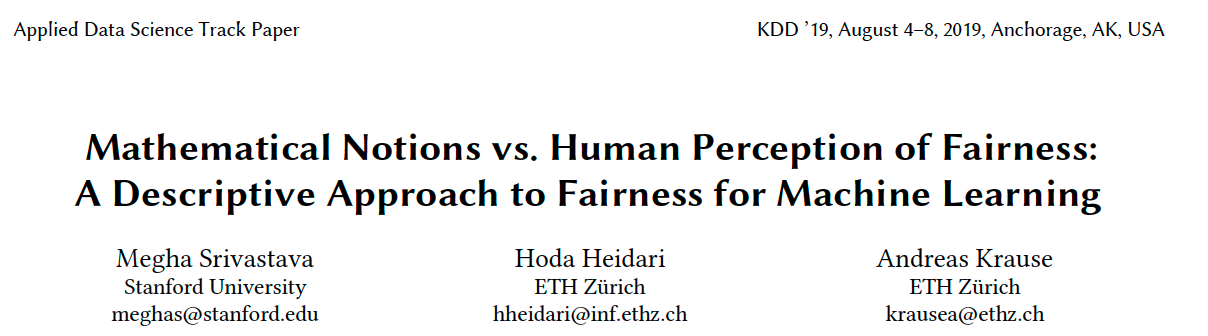 Applied Data Science Track Paper
KDD ’19, August 4–8, 2019, Anchorage, AK, USA
Mathematical Notions vs. Human Perception of Fairness:
A Descriptive Approach to Fairness for Machine Learning
Megha Srivastava
Stanford University
meghas@stanford.edu
Hoda Heidari
ETH Zürich
hheidari@inf.ethz.ch
Andreas Krause
ETH Zürich
krausea@ethz.ch